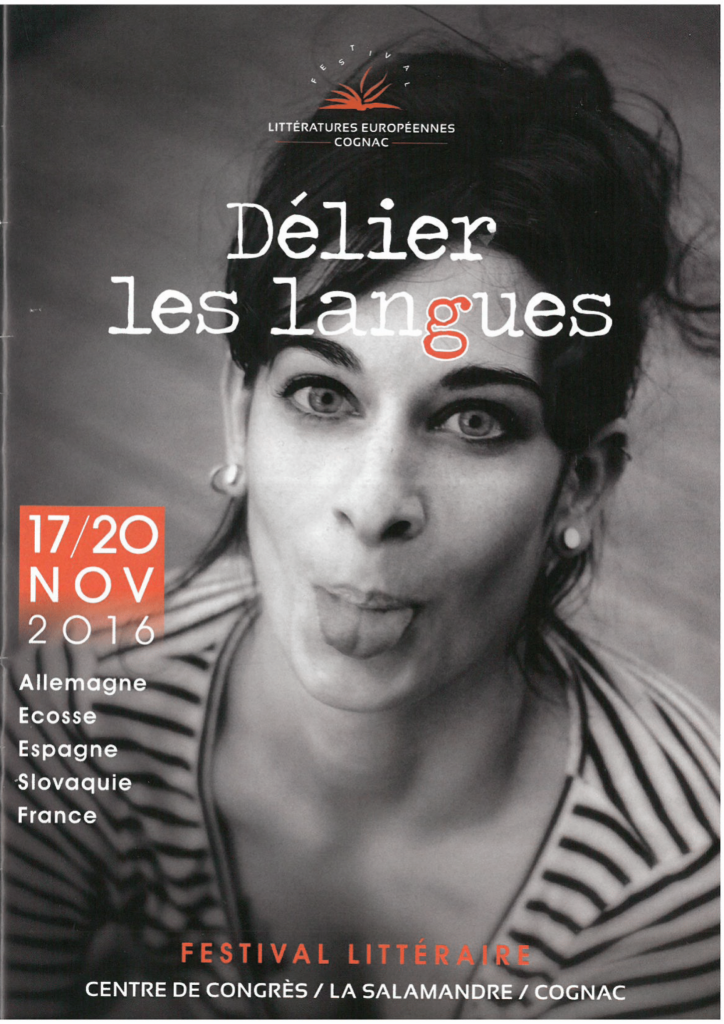 FESTIVAL
LITTÉRATURES EUROPÉENNES
COGNAC
Délier
les langues
17/20
NOV
2016
Allemagne
Ecosse
Espagne
Slovaquie
France
FESTIVAL LITTÉRAIRE
CENTRE DE CONGRÈS / LA SALAMANDRE / COGNAC